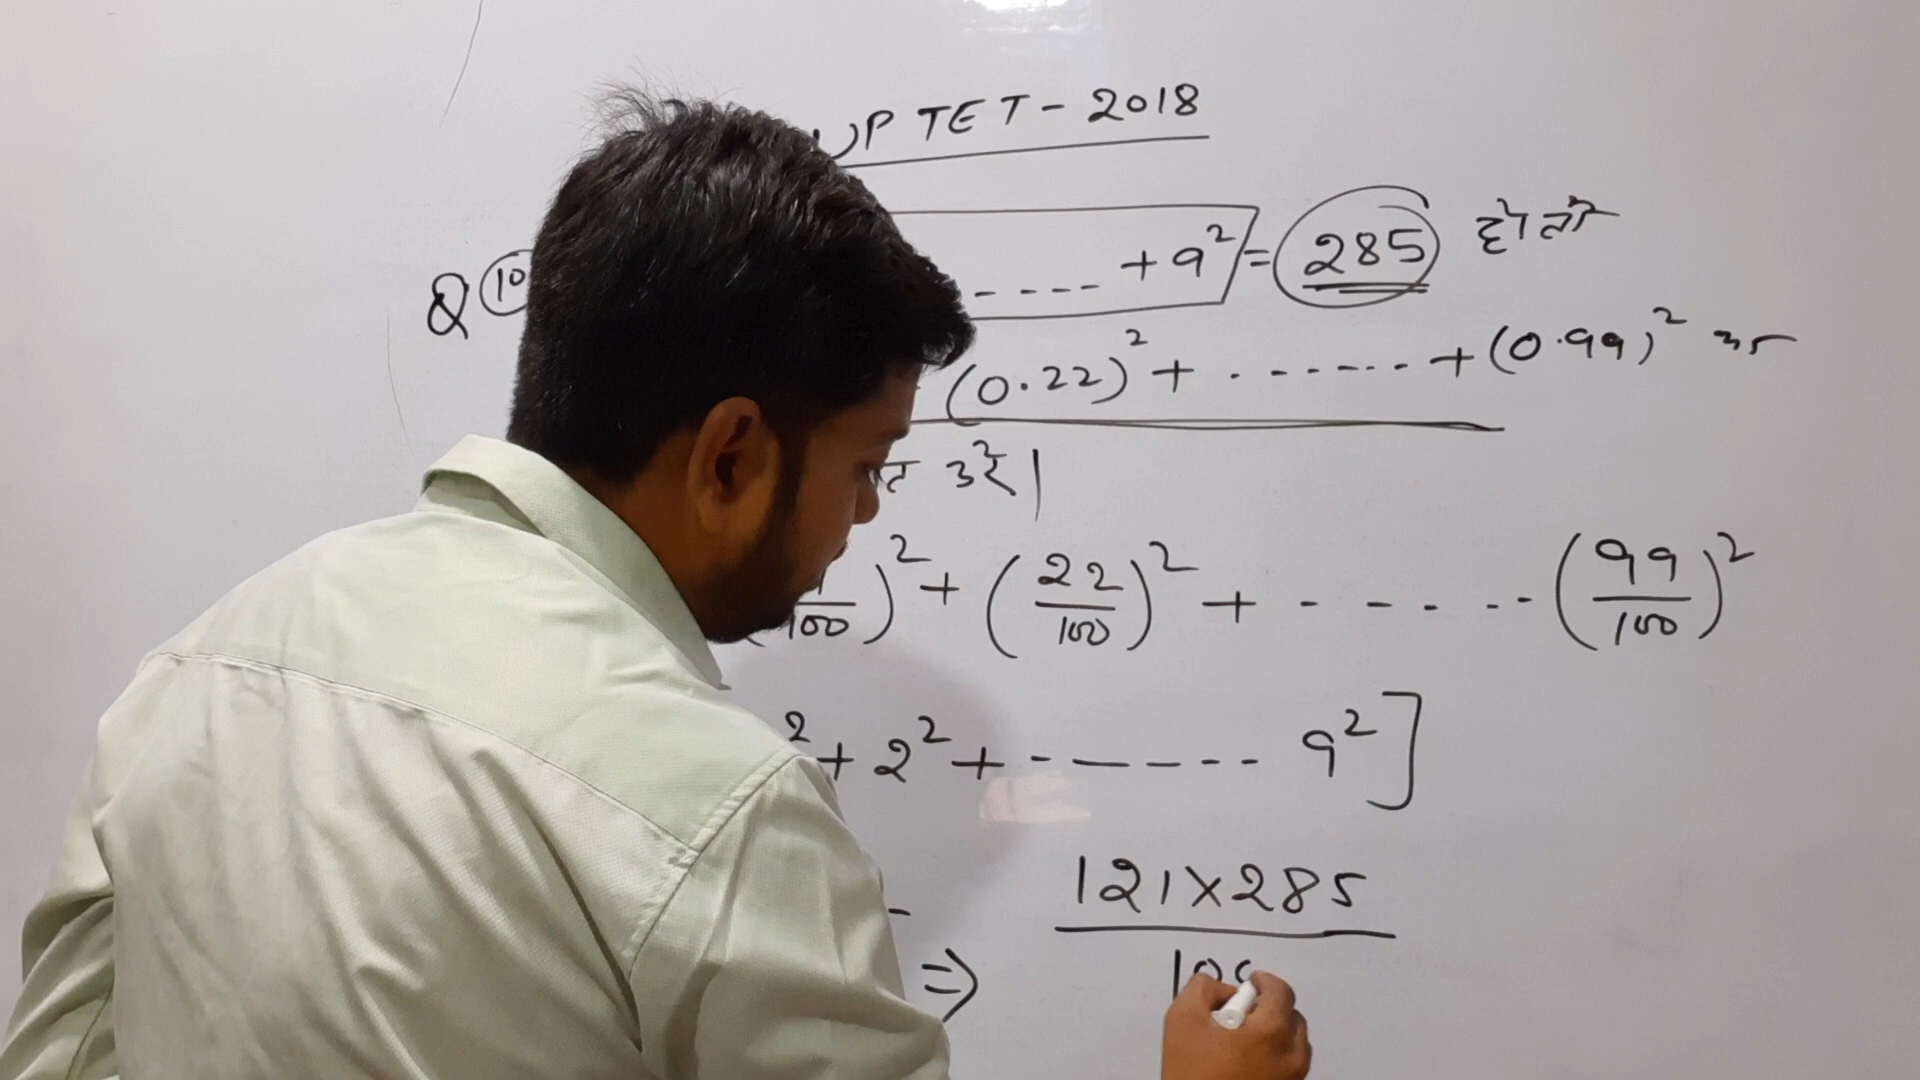 UP TET - 2018
Q 10 ----- + 9² = 285 हो तो
(0.22)² + ....... + (0.99)² का
ज्ञात करें।
100)² + (22/100)² + - - - - - (99/100)²
² + 2² + ------ 9²]
⇒ 121×285
100